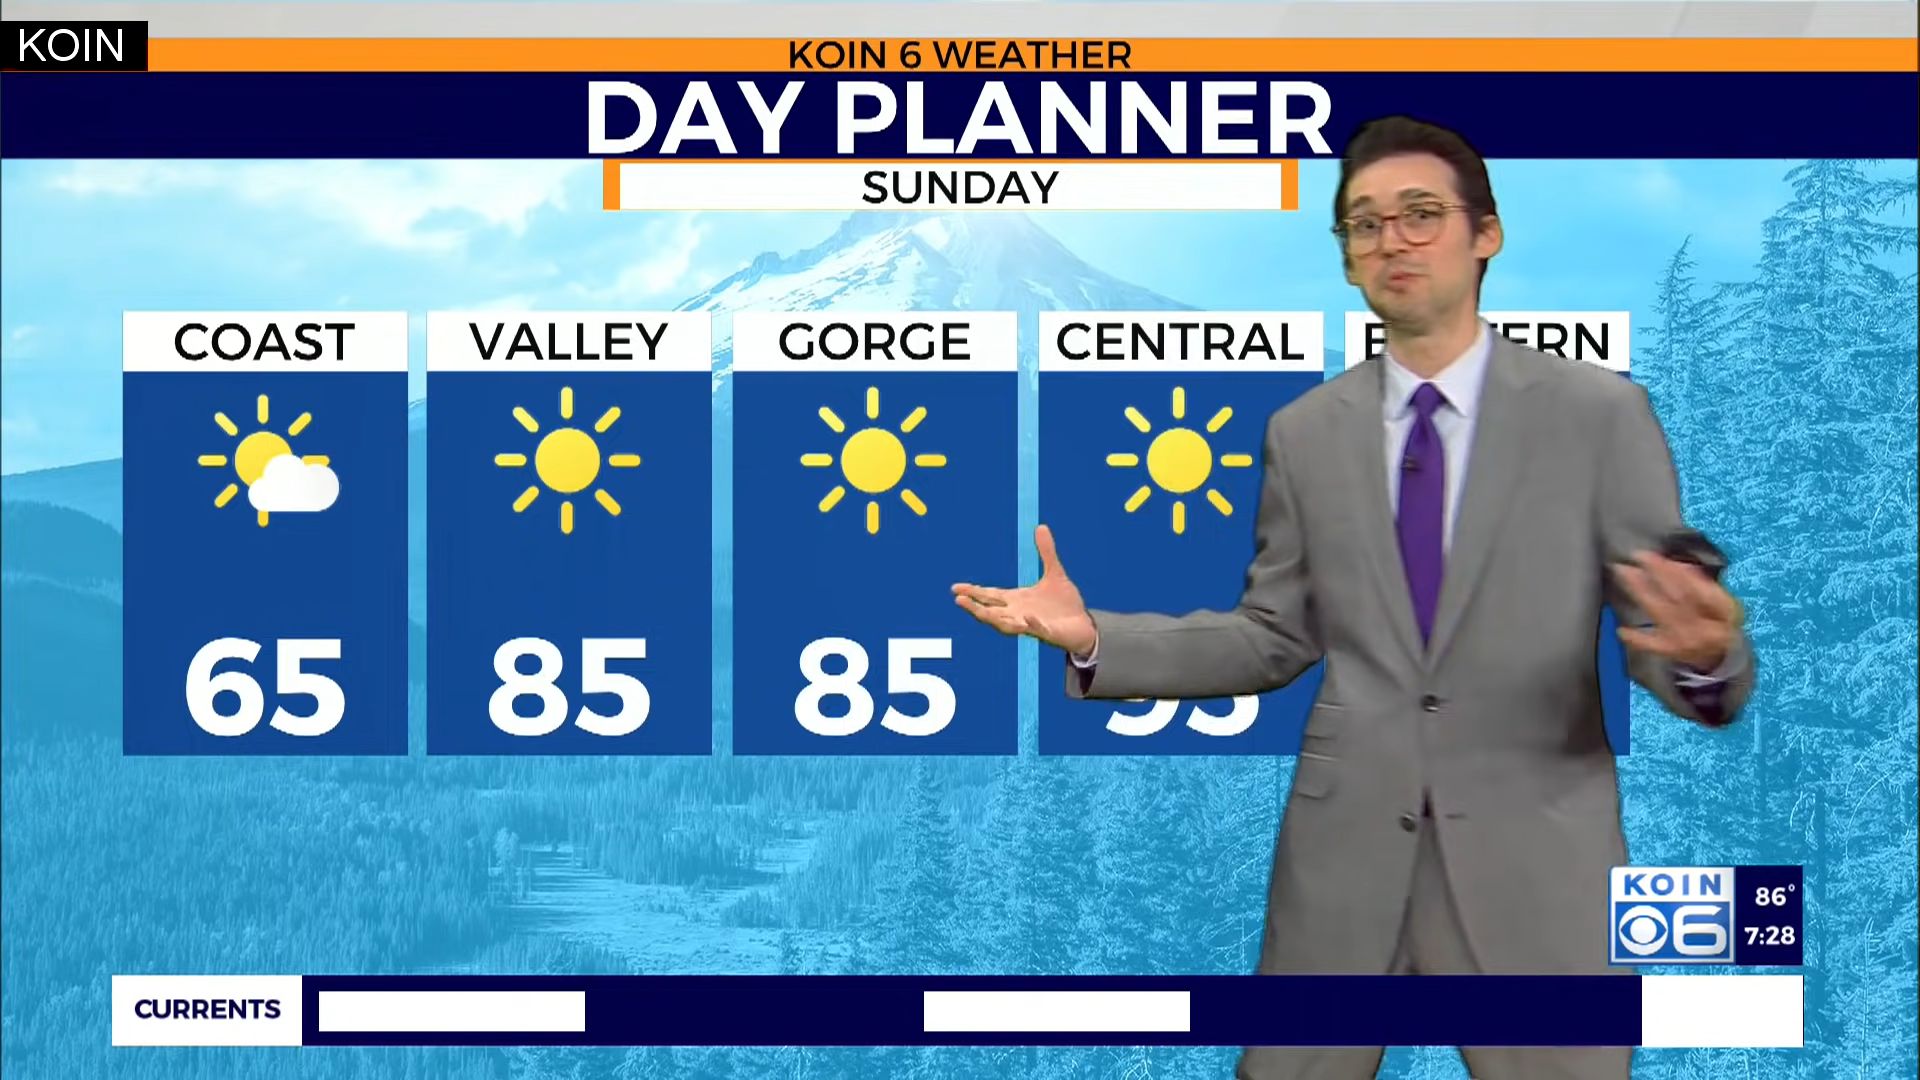 KOIN
KOIN 6 WEATHER
DAY PLANNER
SUNDAY
COAST
VALLEY
GORGE
CENTRAL
65
85
85
KOIN
6
86°
7:28
CURRENTS